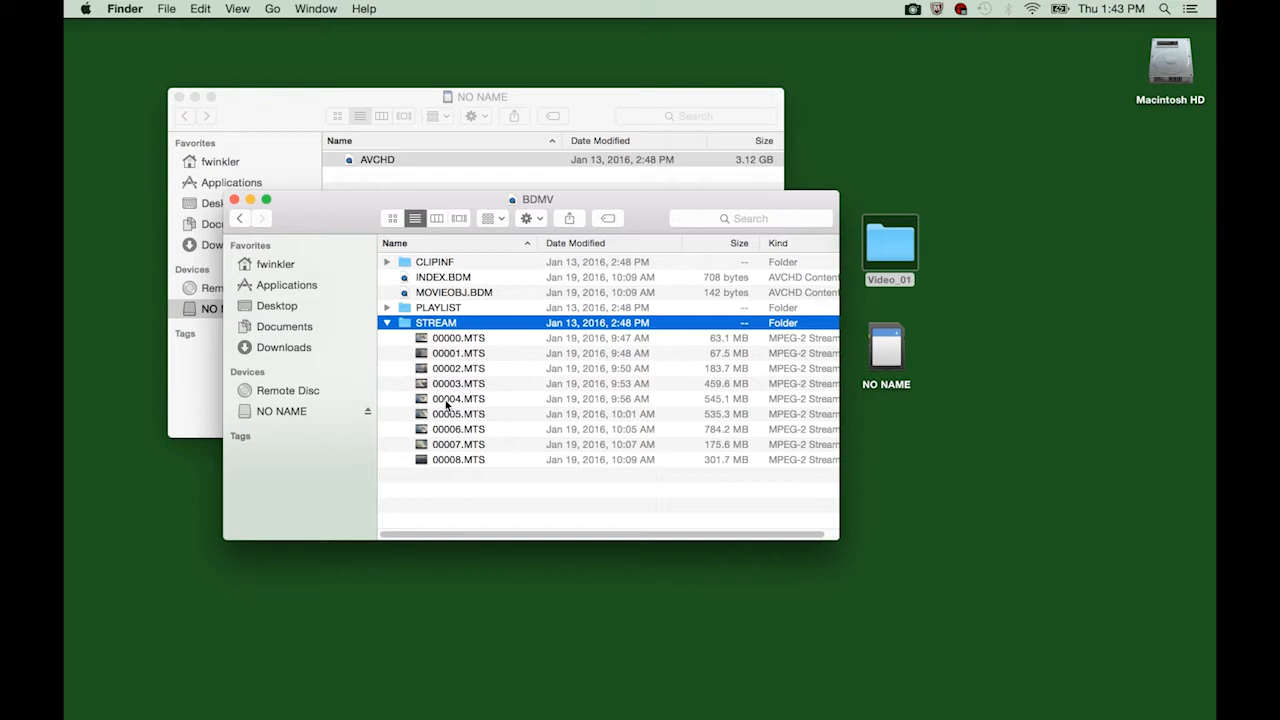 Finder File Edit View Go Window Help Thu 1:43 PM
Macintosh HD
NO NAME
Search
Favorites
fwinkler
Applications
Devices
Tags
Name Date Modified Size
AVCHD Jan 13, 2016, 2:48 PM 3.12 GB
BDMV
Search
Favorites
fwinkler
Applications
Desktop
Documents
Downloads
Devices
Remote Disc
NO NAME
Tags
Name Date Modified Size Kind
CLIPINF Jan 13, 2016, 2:48 PM -- Folder
INDEX.BDM Jan 19, 2016, 10:09 AM 708 bytes AVCHD Conten
MOVIEOBJ.BDM Jan 19, 2016, 10:09 AM 142 bytes AVCHD Conten
PLAYLIST Jan 13, 2016, 2:48 PM -- Folder
STREAM Jan 13, 2016, 2:48 PM -- Folder
00000.MTS Jan 19, 2016, 9:47 AM 63.1 MB MPEG-2 Stream
00001.MTS Jan 19, 2016, 9:48 AM 67.5 MB MPEG-2 Stream
00002.MTS Jan 19, 2016, 9:50 AM 183.7 MB MPEG-2 Stream
00003.MTS Jan 19, 2016, 9:53 AM 459.6 MB MPEG-2 Stream
00004.MTS Jan 19, 2016, 9:56 AM 545.1 MB MPEG-2 Stream
00005.MTS Jan 19, 2016, 10:01 AM 535.3 MB MPEG-2 Stream
00006.MTS Jan 19, 2016, 10:05 AM 784.2 MB MPEG-2 Stream
00007.MTS Jan 19, 2016, 10:07 AM 175.6 MB MPEG-2 Stream
00008.MTS Jan 19, 2016, 10:09 AM 301.7 MB MPEG-2 Stream
Video_01
NO NAME